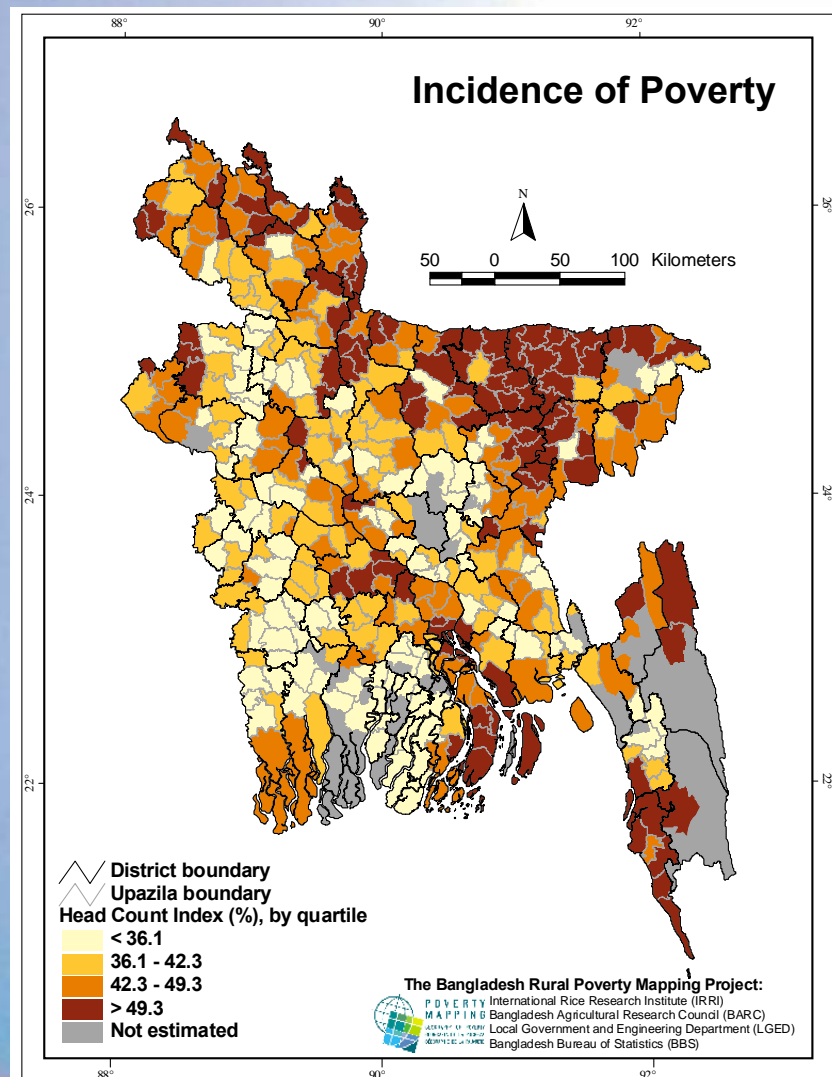 88°
90°
92°
Incidence of Poverty
26°
26°
N
50 0 50 100 Kilometers
24°
24°
22°
22°
District boundary
Upazila boundary
Head Count Index (%), by quartile
< 36.1
36.1 - 42.3
42.3 - 49.3
> 49.3
Not estimated
The Bangladesh Rural Poverty Mapping Project:
POVERTY
MAPPING
International Rice Research Institute (IRRI)
Bangladesh Agricultural Research Council (BARC)
Local Government and Engineering Department (LGED)
Bangladesh Bureau of Statistics (BBS)
88°
90°
92°